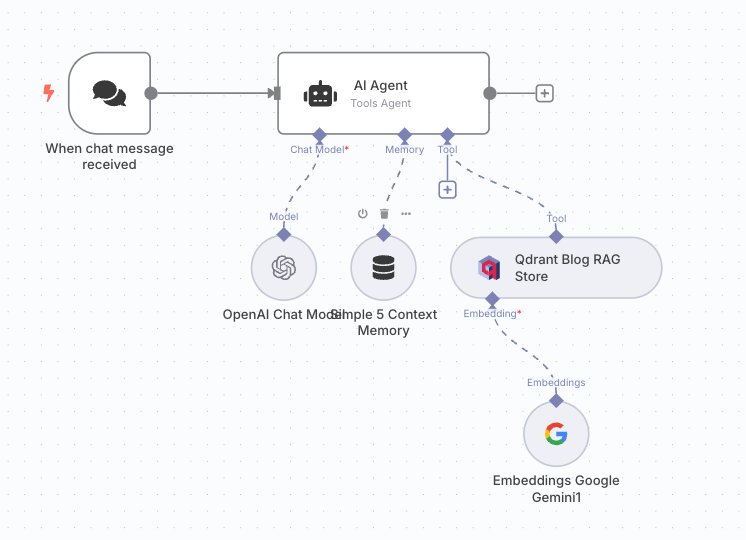 AI Agent
Tools Agent
When chat message
received
Chat Model*
Memory
Tool
Model
Tool
Qdrant Blog RAG
Store
OpenAI Chat Model
Simple 5 Context
Memory
Embedding*
Embeddings
Embeddings Google
Gemini1